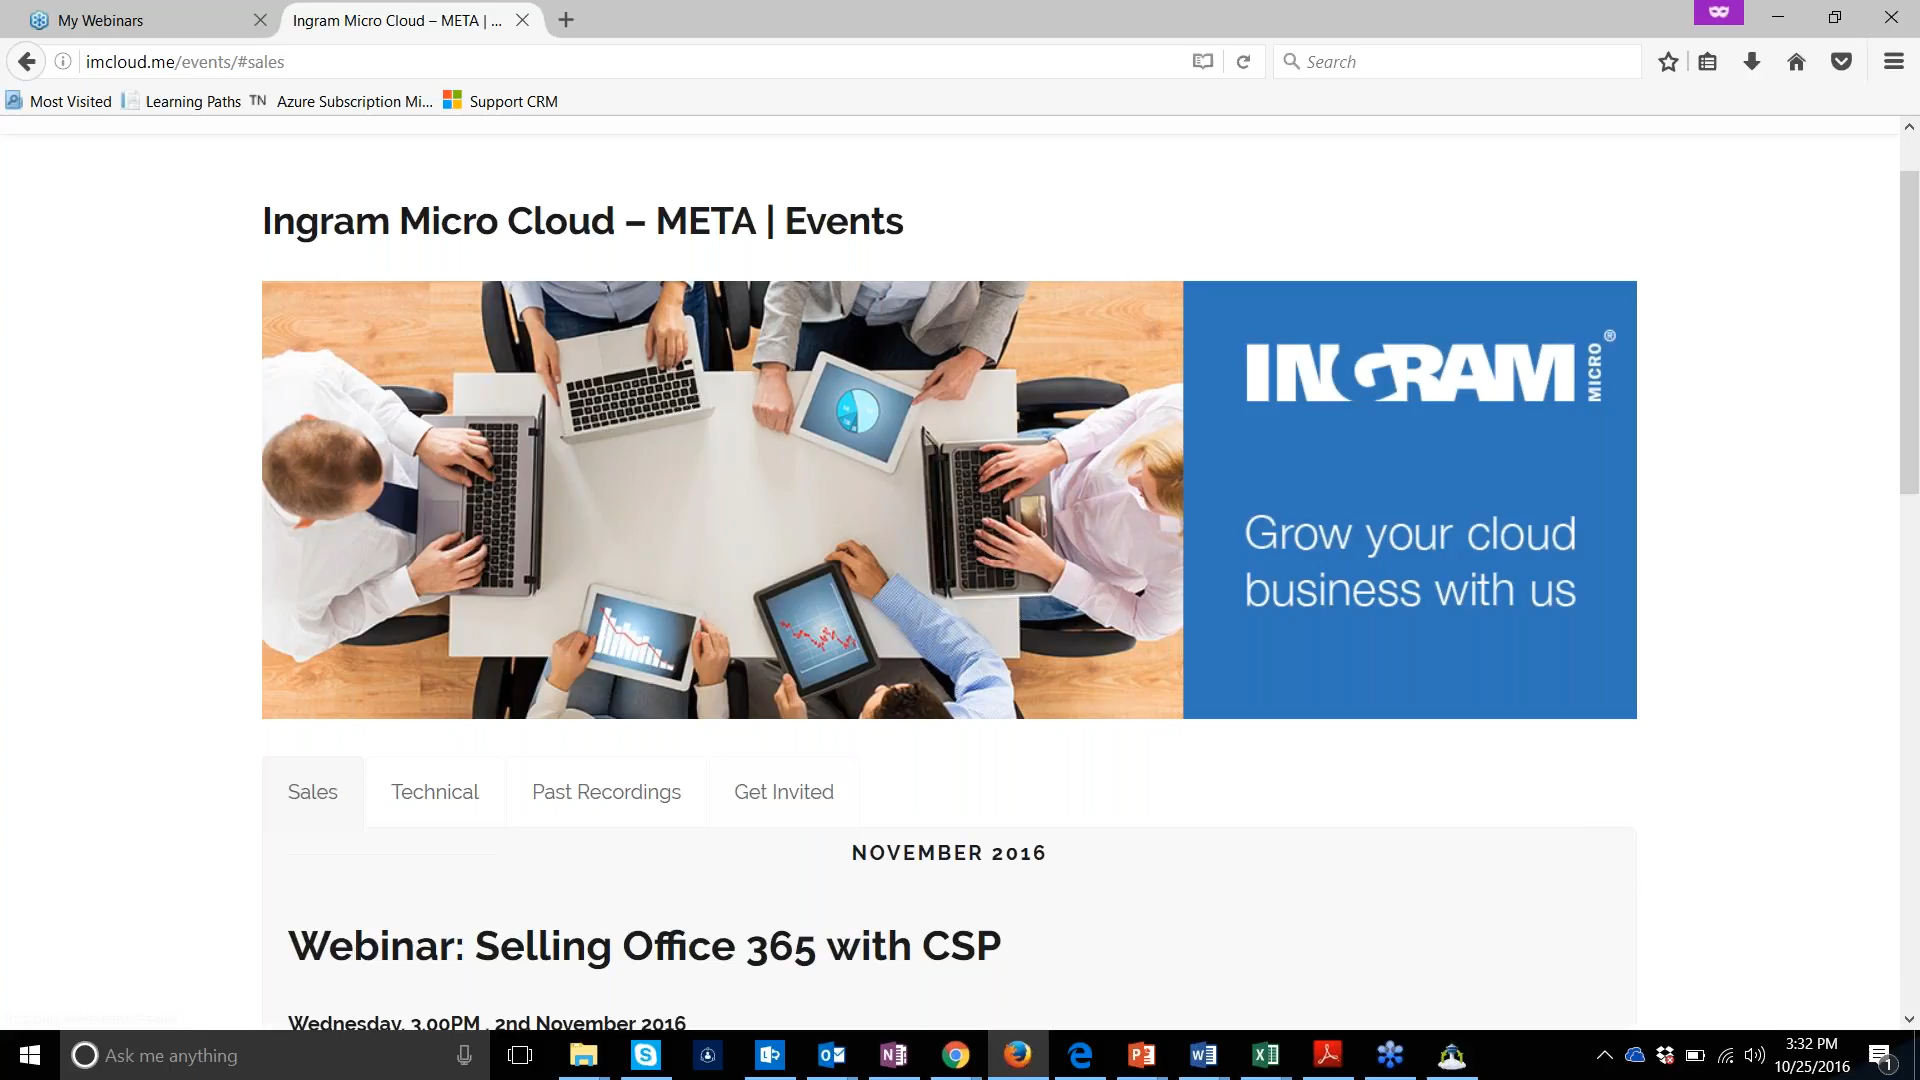 My Webinars
Ingram Micro Cloud – META | ...
imcloud.me/events/#sales
Search
Most Visited
Learning Paths
TN
Azure Subscription Mi...
Support CRM
Ingram Micro Cloud – META | Events
INGRAM MICRO ®
Grow your cloud
business with us
Sales
Technical
Past Recordings
Get Invited
NOVEMBER 2016
Webinar: Selling Office 365 with CSP
Wednesday, 3.00PM , 2nd November 2016
Ask me anything
3:32 PM
10/25/2016
1